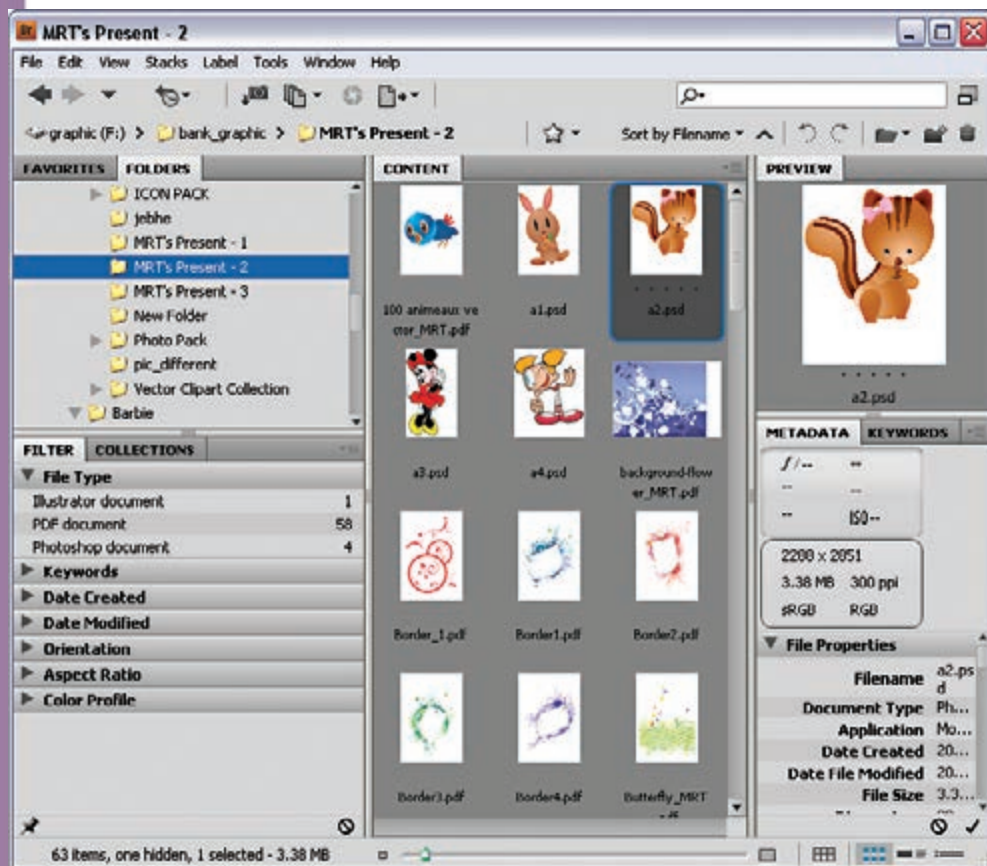 Br MRT's Present - 2
File Edit View Stacks Label Tools Window Help
graphic (F:) > bank_graphic > MRT's Present - 2 Sort by Filename
FAVORITES FOLDERS
ICON PACK
jebhe
MRT's Present - 1
MRT's Present - 2
MRT's Present - 3
New Folder
Photo Pack
pic_different
Vector Clipart Collection
Barbie
FILTER COLLECTIONS
File Type
Illustrator document 1
PDF document 58
Photoshop document 4
Keywords
Date Created
Date Modified
Orientation
Aspect Ratio
Color Profile
CONTENT
100 animeaux ve
ctor_MRT.pdf
a1.psd
a2.psd
a3.psd
a4.psd
background-flow
er_MRT.pdf
Border_1.pdf
Border1.pdf
Border2.pdf
Border3.pdf
Border4.pdf
Butterfly_MRT
PREVIEW
a2.psd
METADATA KEYWORDS
f/-- --
-- --
-- ISO--
2200 x 2051
3.38 MB 300 ppi
sRGB RGB
File Properties
Filename a2.ps
d
Document Type Ph...
Application Mo...
Date Created 20...
Date File Modified 20...
File Size 3.3...
63 items, one hidden, 1 selected - 3.38 MB